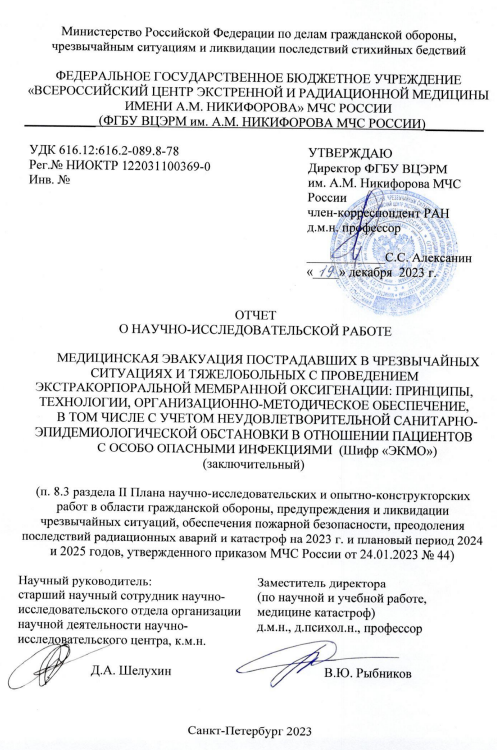 Министерство Российской Федерации по делам гражданской обороны,
чрезвычайным ситуациям и ликвидации последствий стихийных бедствий
ФЕДЕРАЛЬНОЕ ГОСУДАРСТВЕННОЕ БЮДЖЕТНОЕ УЧРЕЖДЕНИЕ
«ВСЕРОССИЙСКИЙ ЦЕНТР ЭКСТРЕННОЙ И РАДИАЦИОННОЙ МЕДИЦИНЫ
ИМЕНИ А.М. НИКИФОРОВА» МЧС РОССИИ
(ФГБУ ВЦЭРМ им. А.М. НИКИФОРОВА МЧС РОССИИ)
УДК 616.12:616.2-089.8-78
Рег.№ НИОКТР 122031100369-0
Инв. №
УТВЕРЖДАЮ
Директор ФГБУ ВЦЭРМ
им. А.М. Никифорова МЧС
России
член-корреспондент РАН
д.м.н. профессор
С.С. Алексанин
«19» декабря 2023 г.
ОТЧЕТ
О НАУЧНО-ИССЛЕДОВАТЕЛЬСКОЙ РАБОТЕ
МЕДИЦИНСКАЯ ЭВАКУАЦИЯ ПОСТРАДАВШИХ В ЧРЕЗВЫЧАЙНЫХ
СИТУАЦИЯХ И ТЯЖЕЛОБОЛЬНЫХ С ПРОВЕДЕНИЕМ
ЭКСТРАКОРПОРАЛЬНОЙ МЕМБРАННОЙ ОКСИГЕНАЦИИ: ПРИНЦИПЫ,
ТЕХНОЛОГИИ, ОРГАНИЗАЦИОННО-МЕТОДИЧЕСКОЕ ОБЕСПЕЧЕНИЕ,
В ТОМ ЧИСЛЕ С УЧЕТОМ НЕУДОВЛЕТВОРИТЕЛЬНОЙ САНИТАРНО-
ЭПИДЕМИОЛОГИЧЕСКОЙ ОБСТАНОВКИ В ОТНОШЕНИИ ПАЦИЕНТОВ
С ОСОБО ОПАСНЫМИ ИНФЕКЦИЯМИ (Шифр «ЭКМО»)
(заключительный)
(п. 8.3 раздела II Плана научно-исследовательских и опытно-конструкторских
работ в области гражданской обороны, предупреждения и ликвидации
чрезвычайных ситуаций, обеспечения пожарной безопасности, преодоления
последствий радиационных аварий и катастроф на 2023 г. и плановый период 2024
и 2025 годов, утвержденного приказом МЧС России от 24.01.2023 № 44)
Научный руководитель:
старший научный сотрудник научно-
исследовательского отдела организации
научной деятельности научно-
исследовательского центра, к.м.н.
Д.А. Шелухин
Заместитель директора
(по научной и учебной работе,
медицине катастроф)
д.м.н., д.психол.н., профессор
В.Ю. Рыбников
Санкт-Петербург 2023